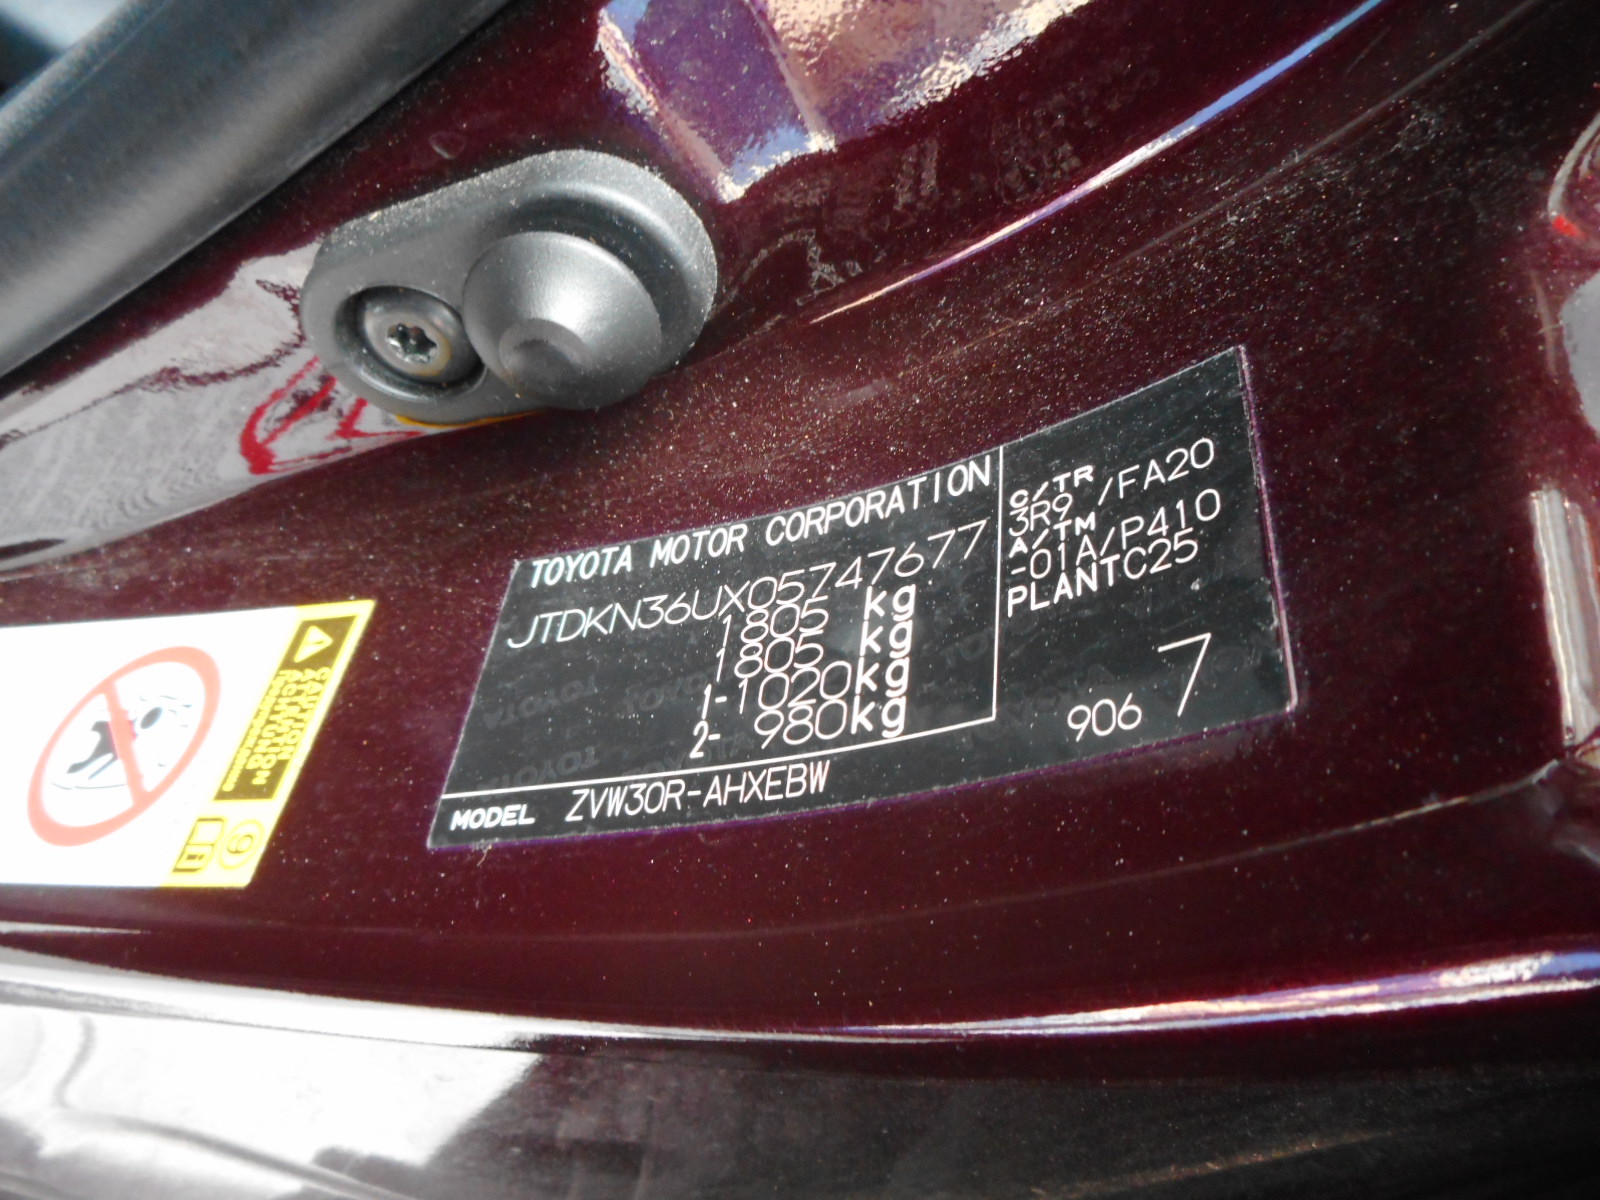 TOYOTA MOTOR CORPORATION
JTDKN36UX05747677
1805 kg
1805 kg
1-1020kg
2- 980kg
MODEL ZVW30R-AHXEBW
C/TR
3R9 /FA20
A/TM
-01A/P410
PLANTC25
906 7